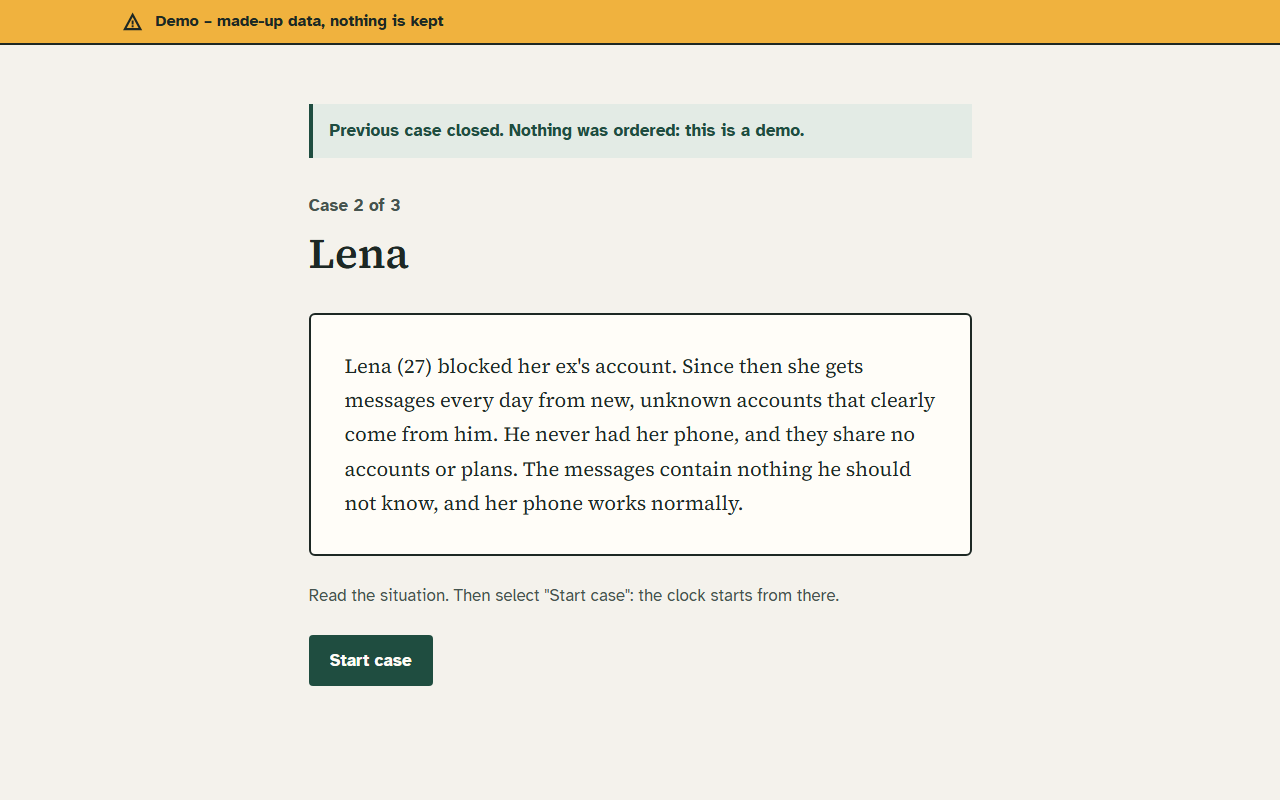 Demo – made-up data, nothing is kept
Previous case closed. Nothing was ordered: this is a demo.
Case 2 of 3
Lena
Lena (27) blocked her ex's account. Since then she gets
messages every day from new, unknown accounts that clearly
come from him. He never had her phone, and they share no
accounts or plans. The messages contain nothing he should
not know, and her phone works normally.
Read the situation. Then select "Start case": the clock starts from there.
Start case